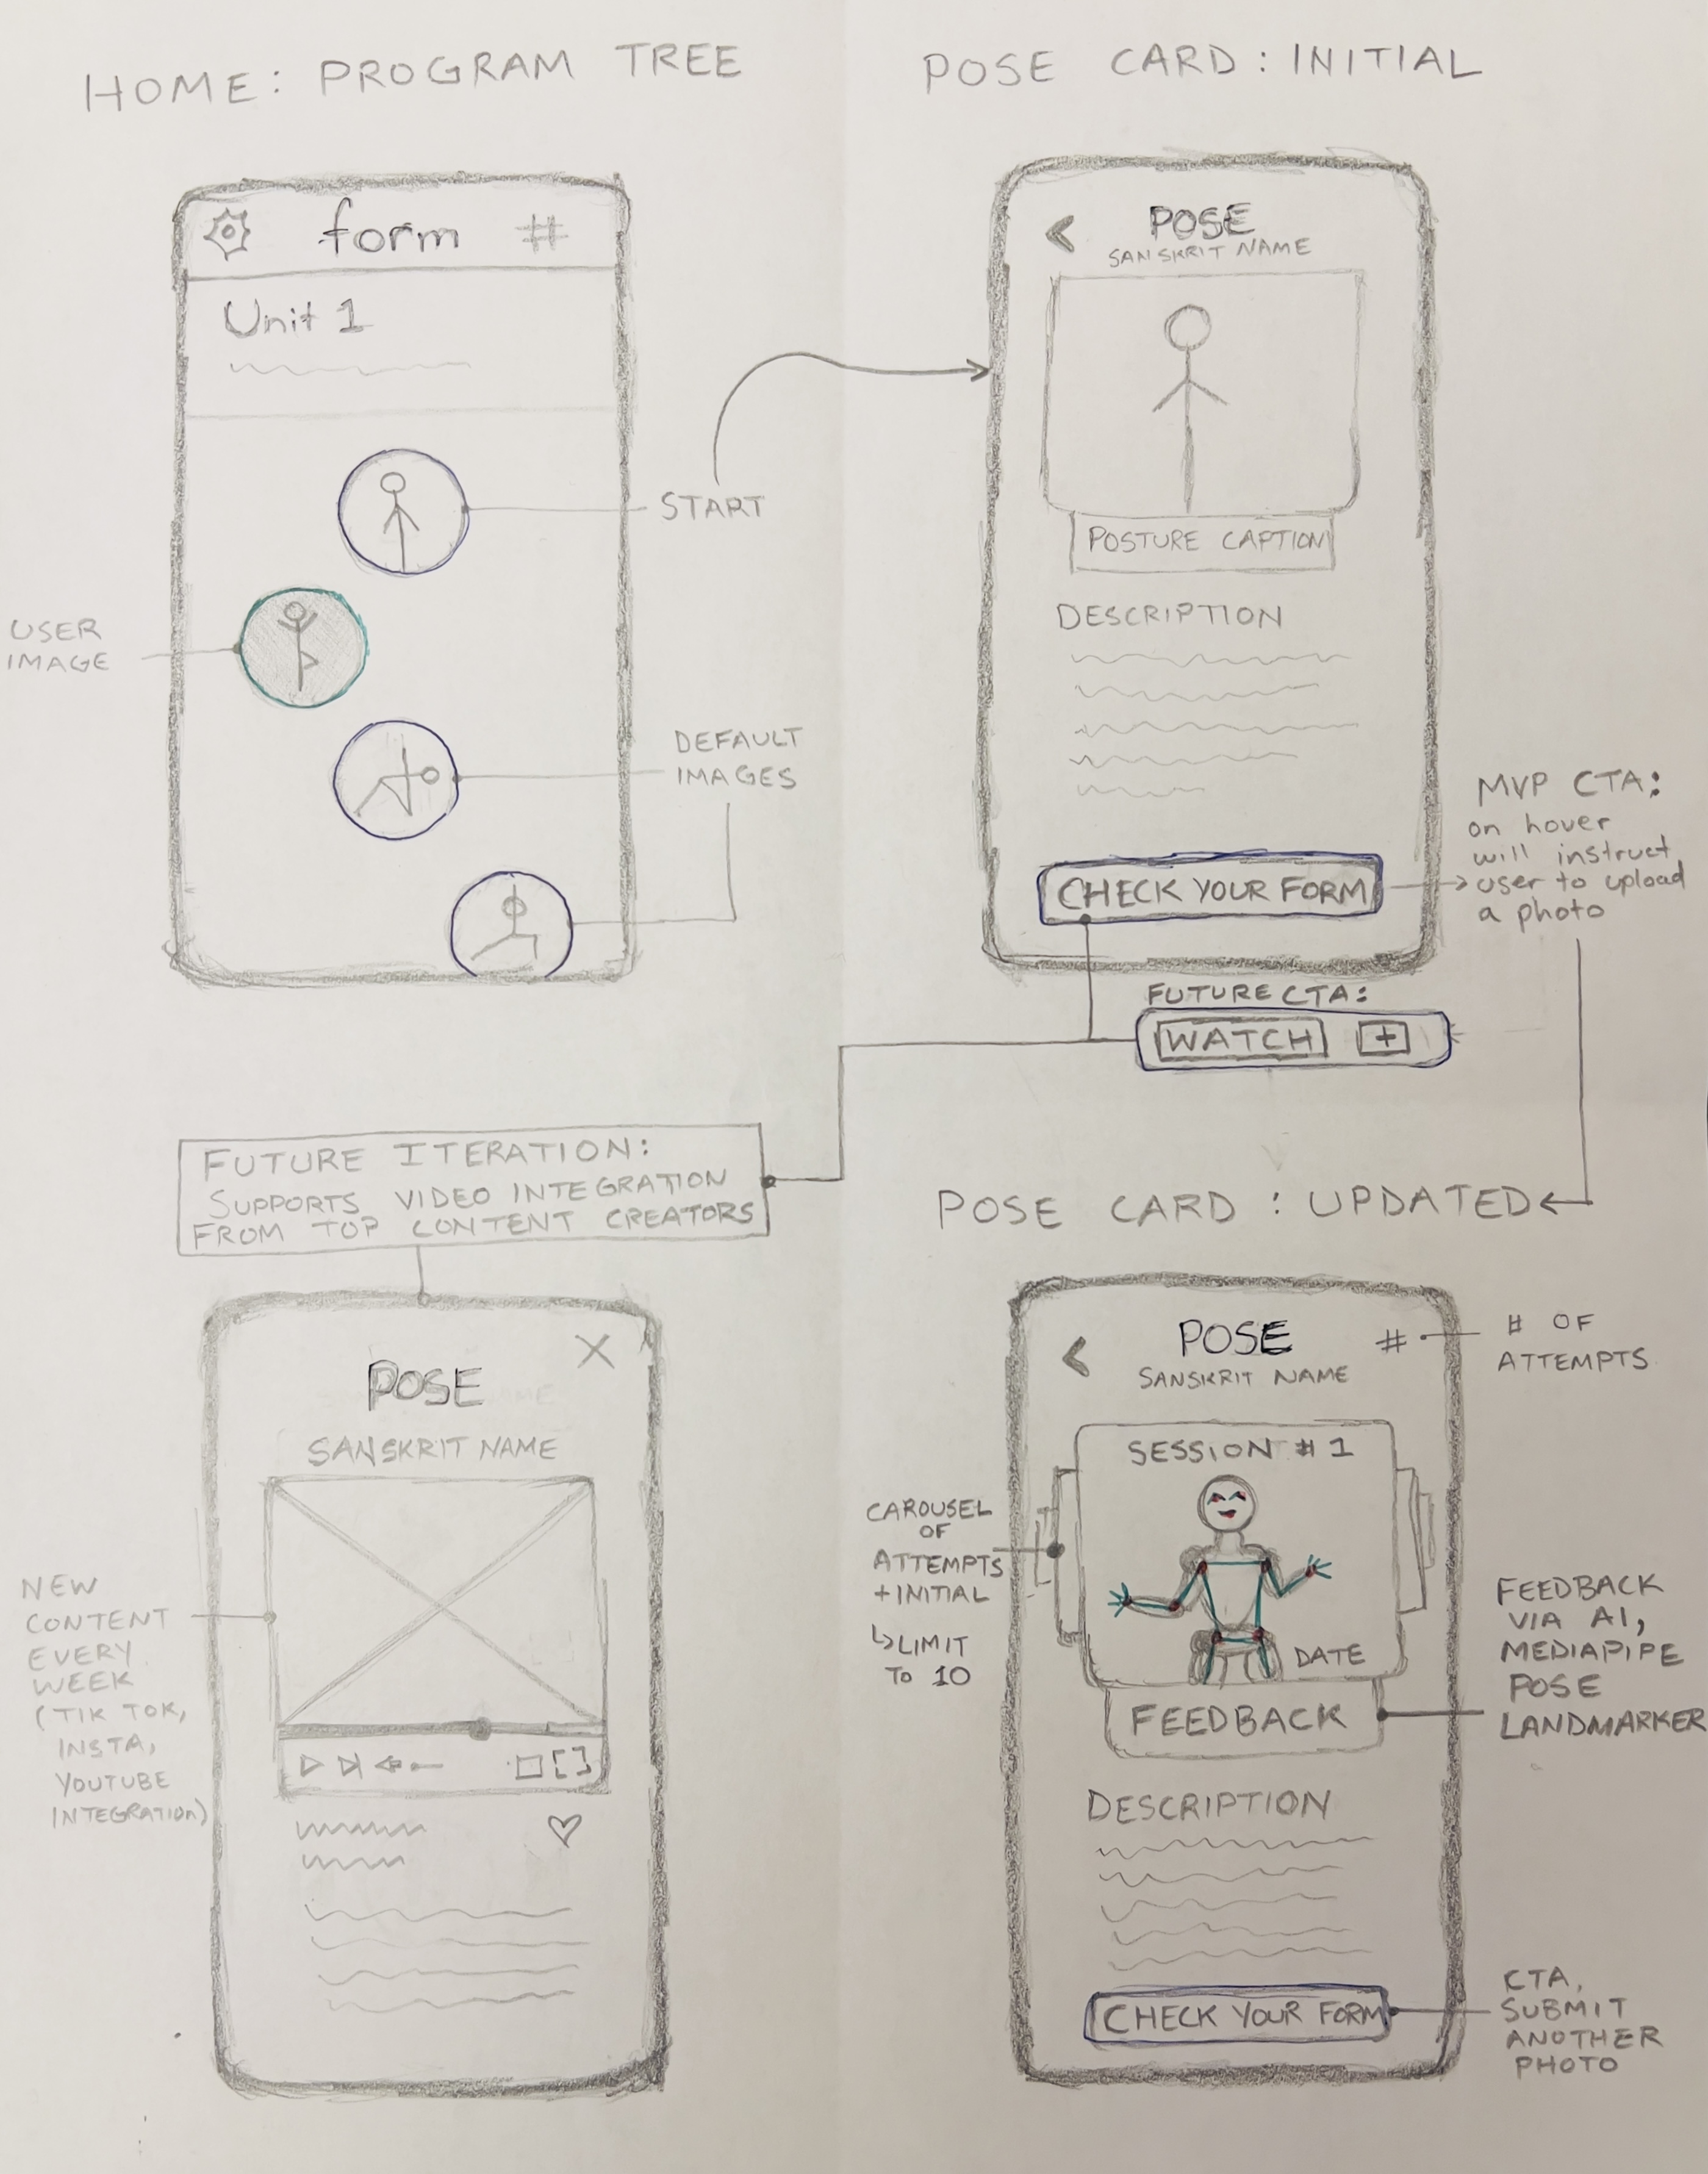 HOME: PROGRAM TREE
form #
Unit 1
START
USER
IMAGE
DEFAULT
IMAGES
POSE CARD: INITIAL
POSE
SANSKRIT NAME
POSTURE CAPTION
DESCRIPTION
CHECK YOUR FORM
MVP CTA:
on hover
will instruct
user to upload
a photo
FUTURE CTA:
WATCH +
FUTURE ITERATION:
SUPPORTS VIDEO INTEGRATION
FROM TOP CONTENT CREATORS
X
POSE
SANSKRIT NAME
NEW
CONTENT
EVERY
WEEK
(TIK TOK,
INSTA,
YOUTUBE
INTEGRATION)
POSE CARD: UPDATED
POSE #
SANSKRIT NAME
# OF
ATTEMPTS
SESSION #1
DATE
CAROUSEL
OF
ATTEMPTS
+ INITIAL
LIMIT
TO 10
FEEDBACK
FEEDBACK
VIA AI,
MEDIAPIPE
POSE
LANDMARKER
DESCRIPTION
CHECK YOUR FORM
CTA,
SUBMIT
ANOTHER
PHOTO